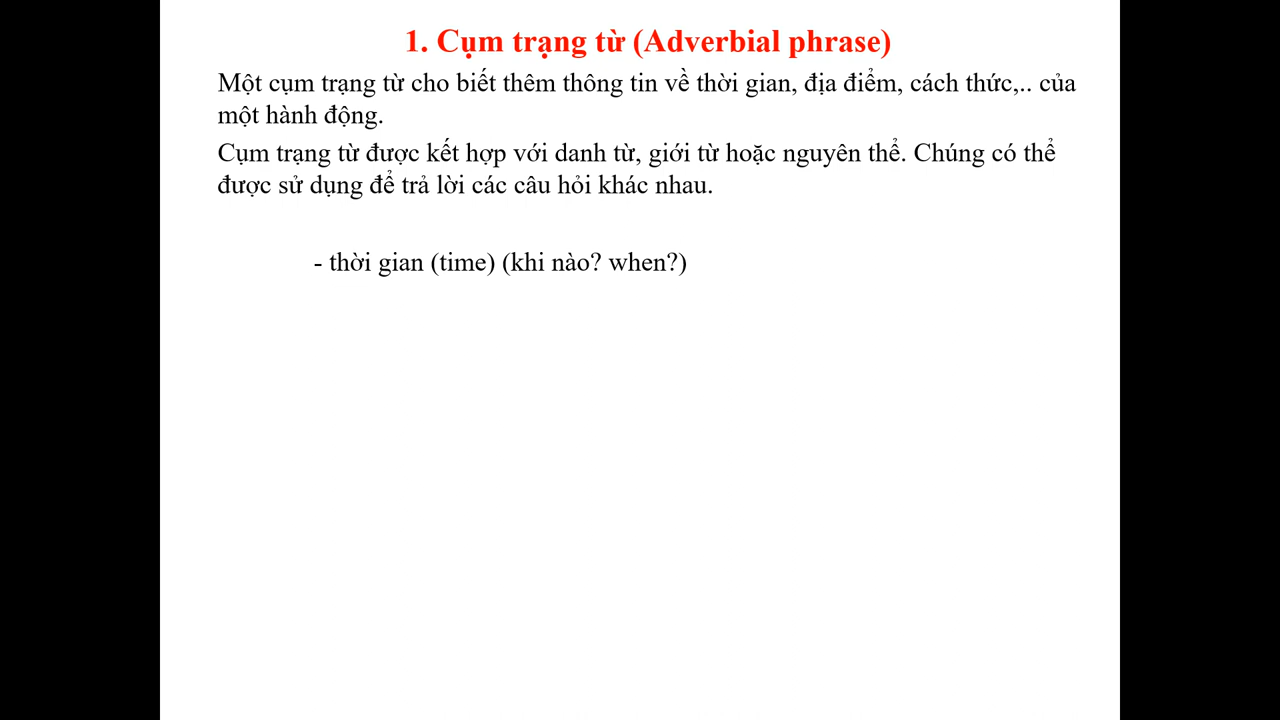 1. Cụm trạng từ (Adverbial phrase)
Một cụm trạng từ cho biết thêm thông tin về thời gian, địa điểm, cách thức,.. của
một hành động.
Cụm trạng từ được kết hợp với danh từ, giới từ hoặc nguyên thể. Chúng có thể
được sử dụng để trả lời các câu hỏi khác nhau.
- thời gian (time) (khi nào? when?)